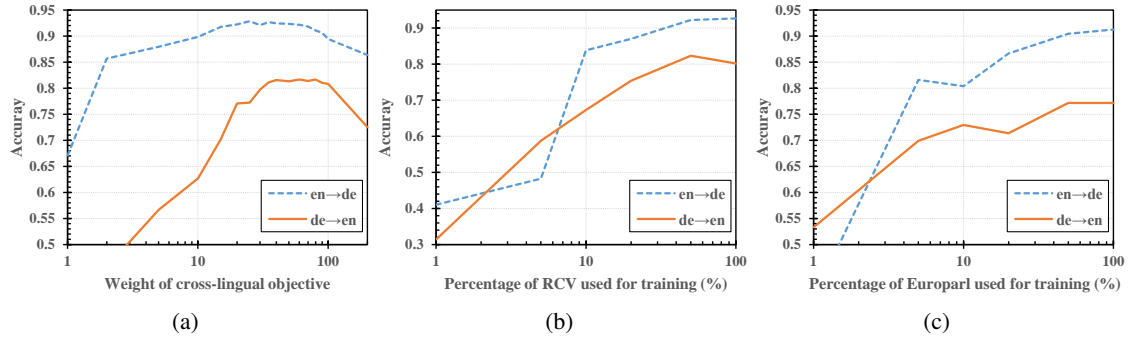 0.95
0.9
0.85
0.8
0.75
0.7
0.65
0.6
0.55
0.5
Accuray
1 10 100
Weight of cross-lingual objective
en→de
de→en
(a)
1
0.9
0.8
0.7
0.6
0.5
0.4
0.3
Accuray
1 10 100
Percentage of RCV used for training (%)
en→de
de→en
(b)
0.95
0.9
0.85
0.8
0.75
0.7
0.65
0.6
0.55
0.5
Accuray
1 10 100
Percentage of Europarl used for training (%)
en→de
de→en
(c)